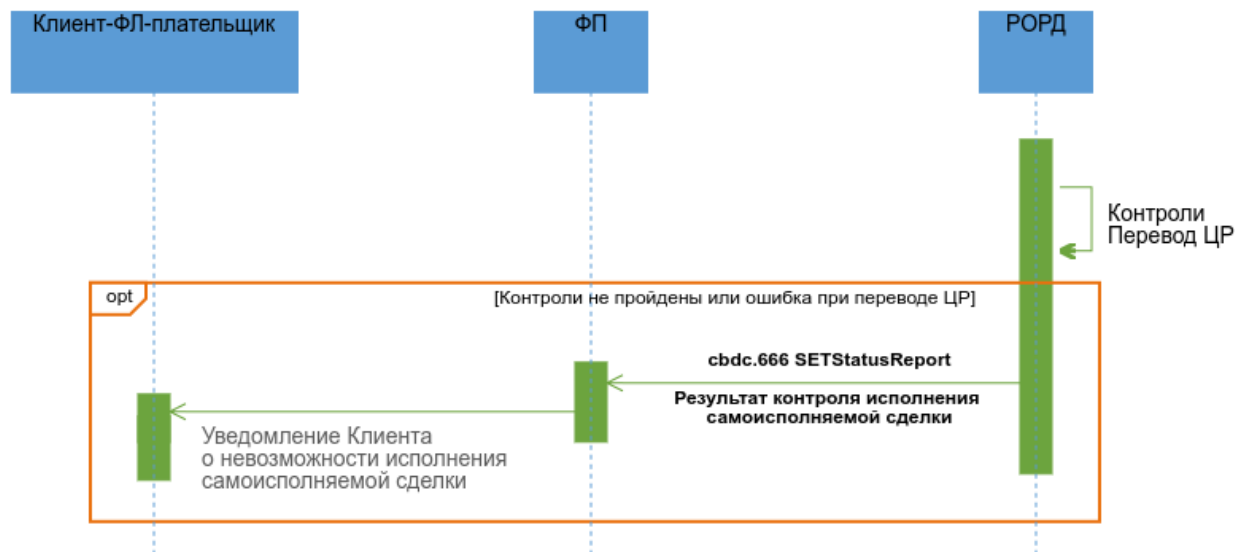 Клиент-ФЛ-плательщик
ФП
РОРД
Контроли
Перевод ЦР
opt
[Контроли не пройдены или ошибка при переводе ЦР]
cbdc.666 SETStatusReport
Результат контроля исполнения
самоисполняемой сделки
Уведомление Клиента
о невозможности исполнения
самоисполняемой сделки